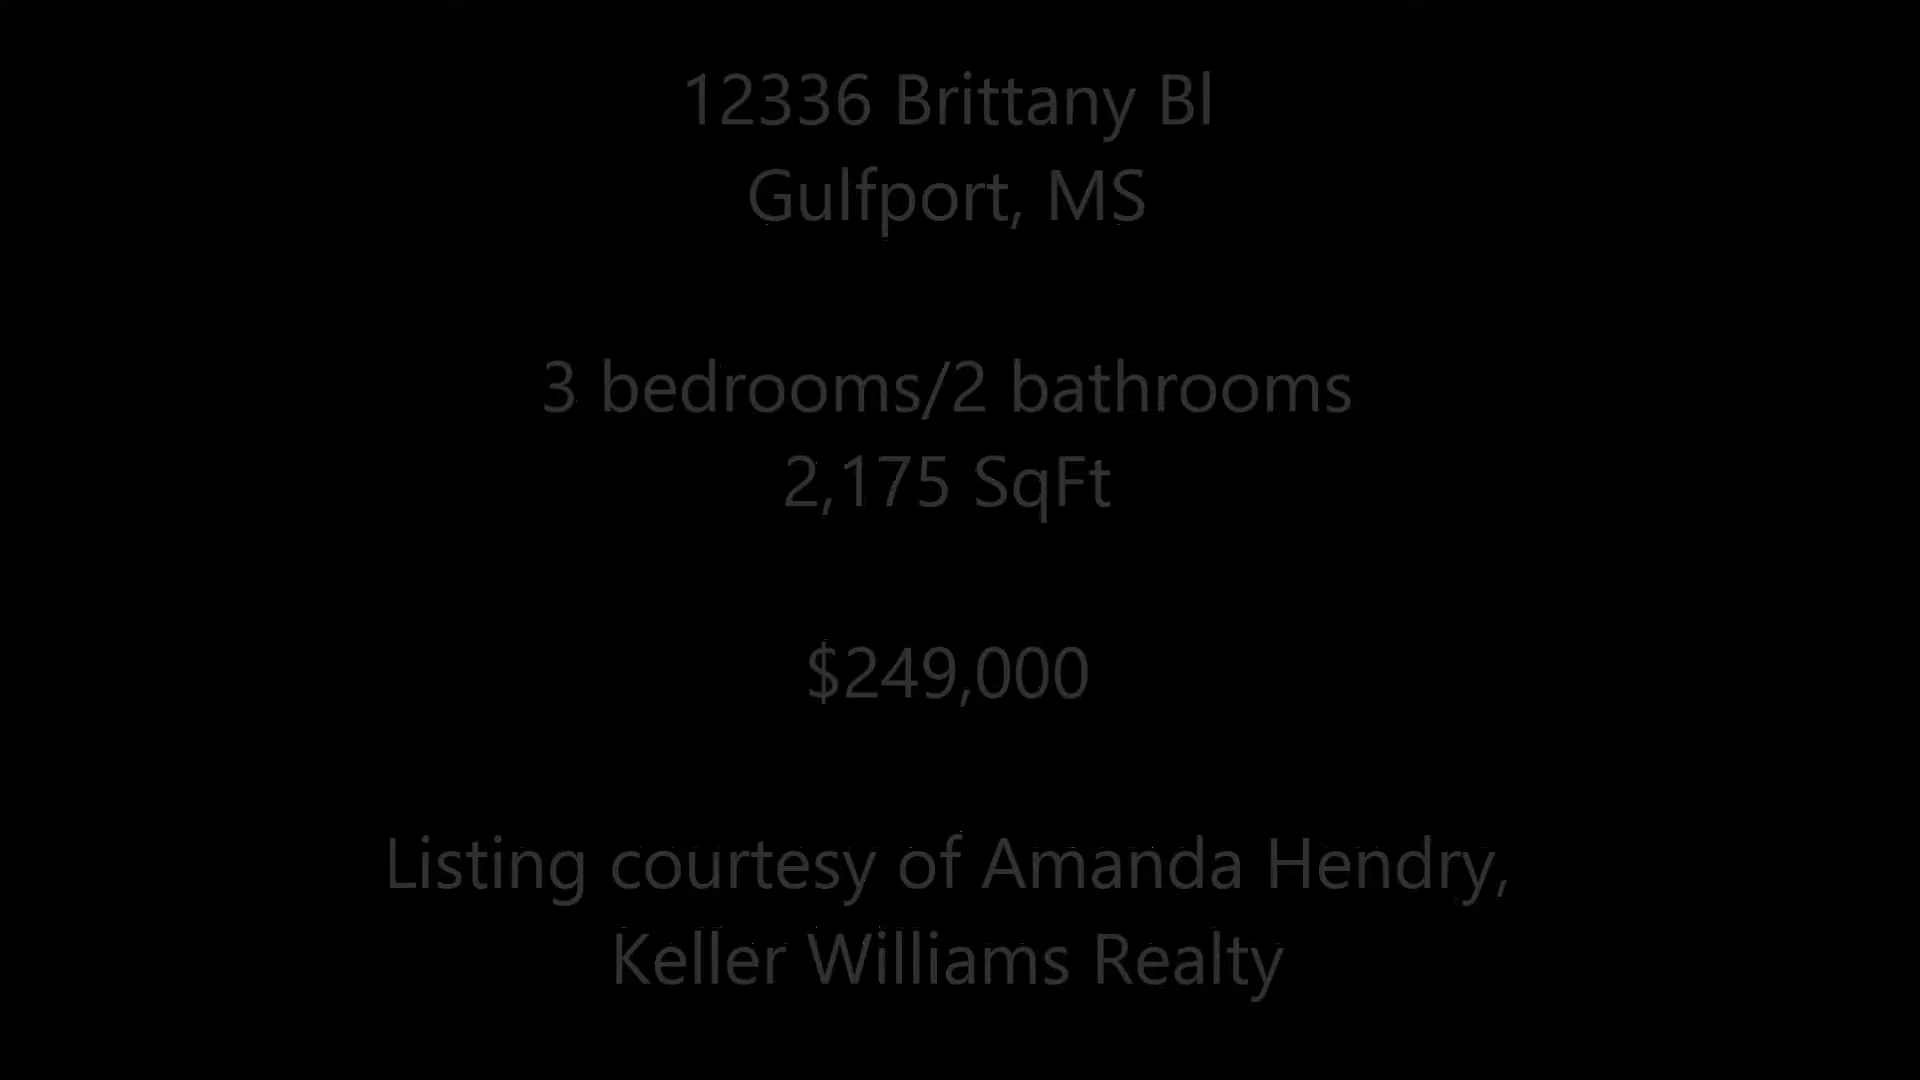 12336 Brittany Bl
Gulfport, MS
3 bedrooms/2 bathrooms
2,175 SqFt
$249,000
Listing courtesy of Amanda Hendry,
Keller Williams Realty